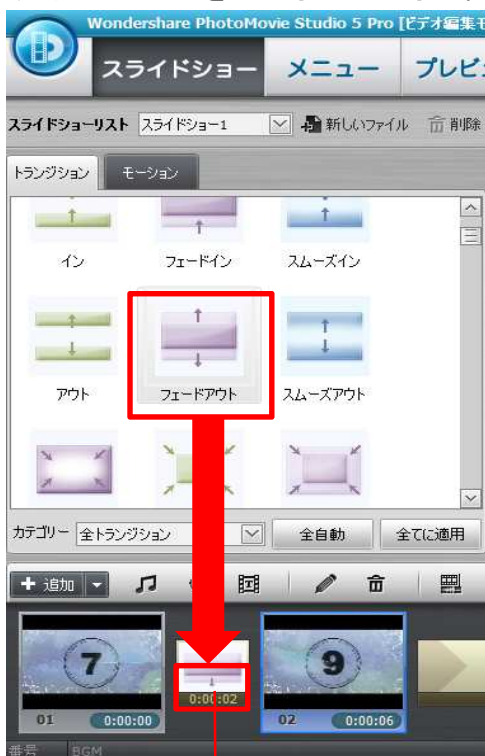 Wondershare PhotoMovie Studio 5 Pro [ビデオ編集モ
スライドショー メニュー プレビ
スライドショーリスト スライドショー1 新しいファイル 削除
トランジション モーション
イン フェードイン スムーズイン
アウト フェードアウト スムーズアウト
カテゴリー 全トランジション 全自動 全てに適用
+ 追加
7 9
0:00:02
01 0:00:00 02 0:00:06
番号 BGM